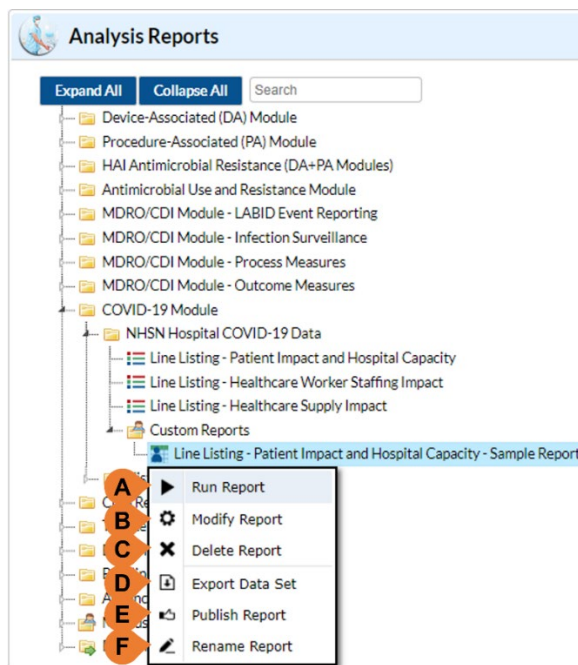 Analysis Reports
Expand All Collapse All Search
Device-Associated (DA) Module
Procedure-Associated (PA) Module
HAI Antimicrobial Resistance (DA+PA Modules)
Antimicrobial Use and Resistance Module
MDRO/CDI Module - LABID Event Reporting
MDRO/CDI Module - Infection Surveillance
MDRO/CDI Module - Process Measures
MDRO/CDI Module - Outcome Measures
COVID-19 Module
NHSN Hospital COVID-19 Data
Line Listing - Patient Impact and Hospital Capacity
Line Listing - Healthcare Worker Staffing Impact
Line Listing - Healthcare Supply Impact
Custom Reports
Line Listing - Patient Impact and Hospital Capacity - Sample Report
A Run Report
B Modify Report
C Delete Report
D Export Data Set
E Publish Report
F Rename Report